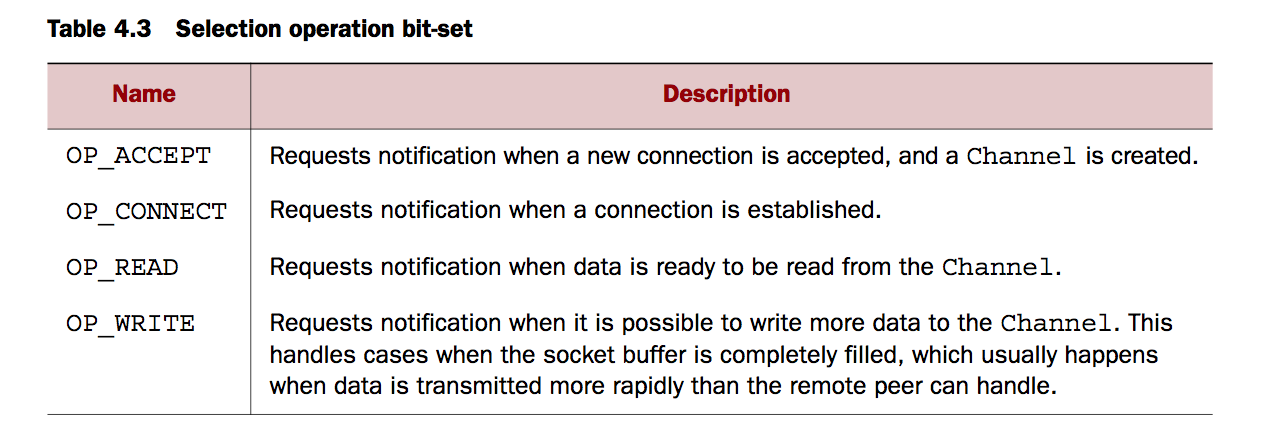 Table 4.3 Selection operation bit-set
Name Description
OP_ACCEPT Requests notification when a new connection is accepted, and a Channel is created.
OP_CONNECT Requests notification when a connection is established.
OP_READ Requests notification when data is ready to be read from the Channel.
OP_WRITE Requests notification when it is possible to write more data to the Channel. This
handles cases when the socket buffer is completely filled, which usually happens
when data is transmitted more rapidly than the remote peer can handle.